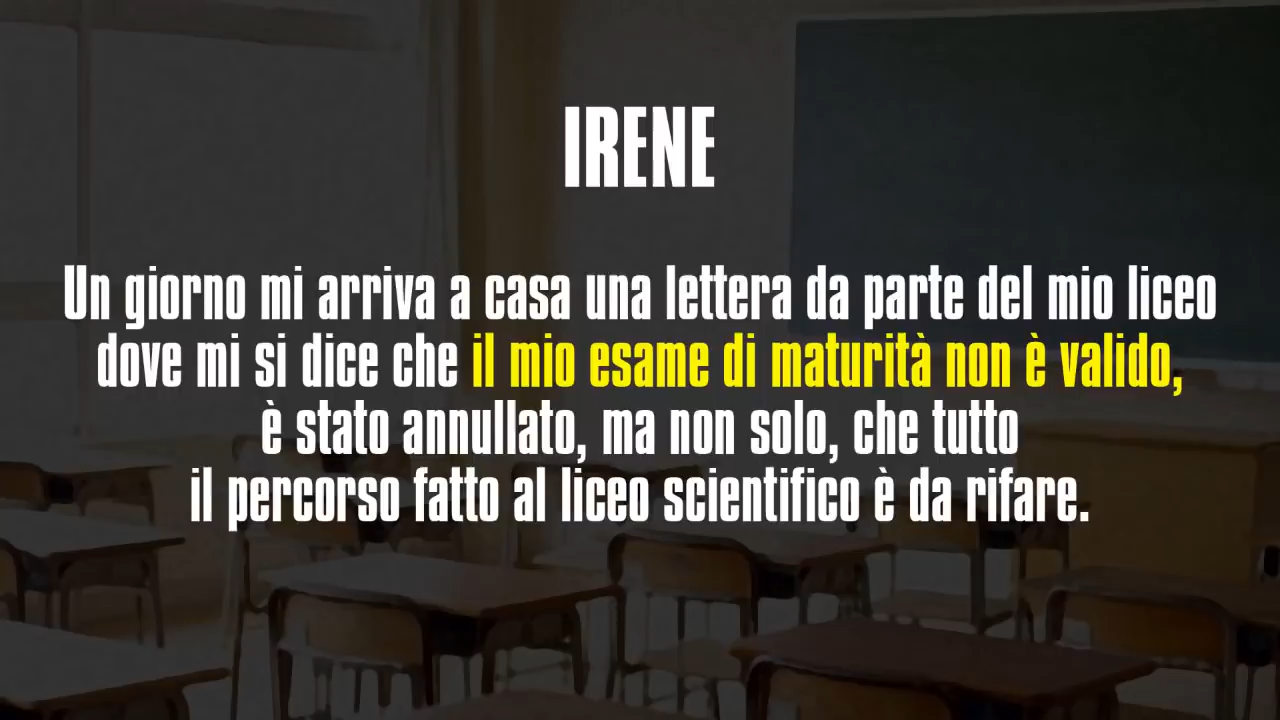 IRENE
Un giorno mi arriva a casa una lettera da parte del mio liceo
dove mi si dice che il mio esame di maturità non è valido,
è stato annullato, ma non solo, che tutto
il percorso fatto al liceo scientifico è da rifare.